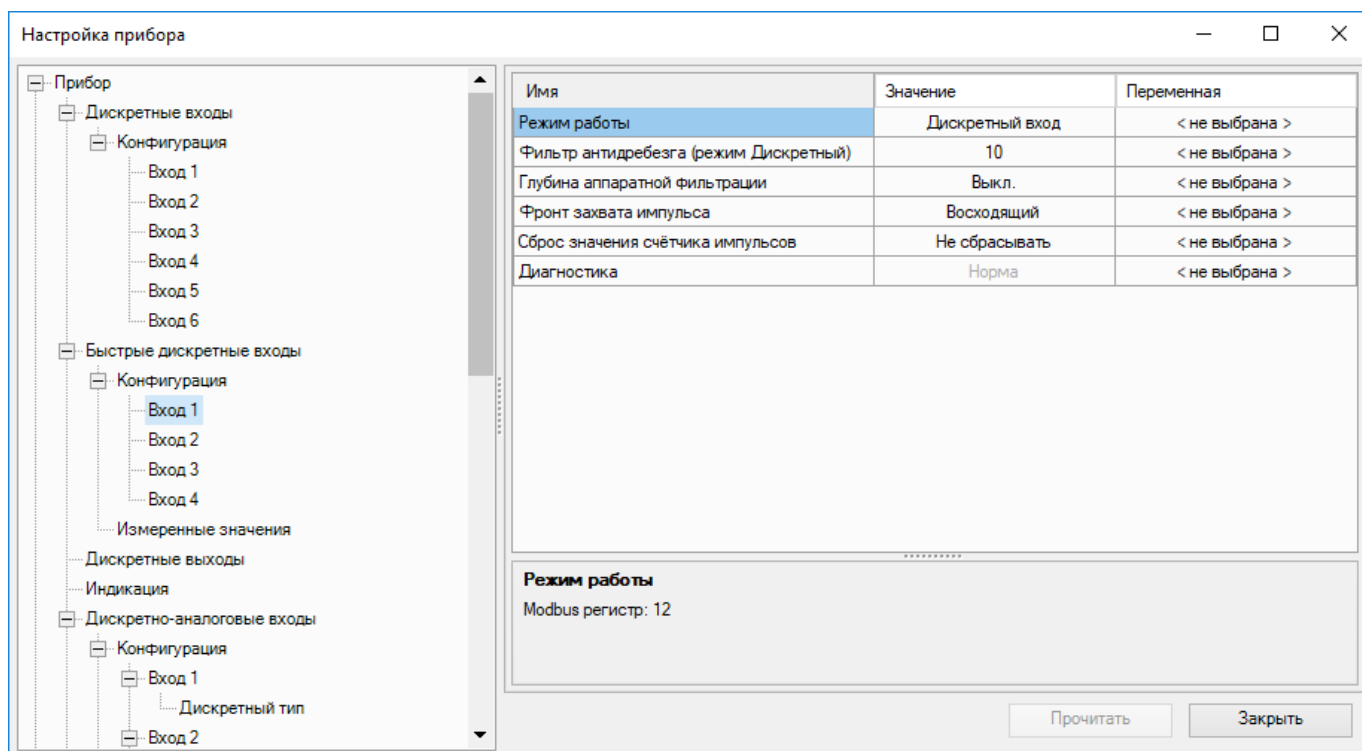 Настройка прибора
Прибор
Дискретные входы
Конфигурация
Вход 1
Вход 2
Вход 3
Вход 4
Вход 5
Вход 6
Быстрые дискретные входы
Конфигурация
Вход 1
Вход 2
Вход 3
Вход 4
Измеренные значения
Дискретные выходы
Индикация
Дискретно-аналоговые входы
Конфигурация
Вход 1
Дискретный тип
Вход 2
Имя Значение Переменная
Режим работы Дискретный вход < не выбрана >
Фильтр антидребезга (режим Дискретный) 10 < не выбрана >
Глубина аппаратной фильтрации Выкл. < не выбрана >
Фронт захвата импульса Восходящий < не выбрана >
Сброс значения счётчика импульсов Не сбрасывать < не выбрана >
Диагностика Норма < не выбрана >
Режим работы
Modbus регистр: 12
Прочитать Закрыть